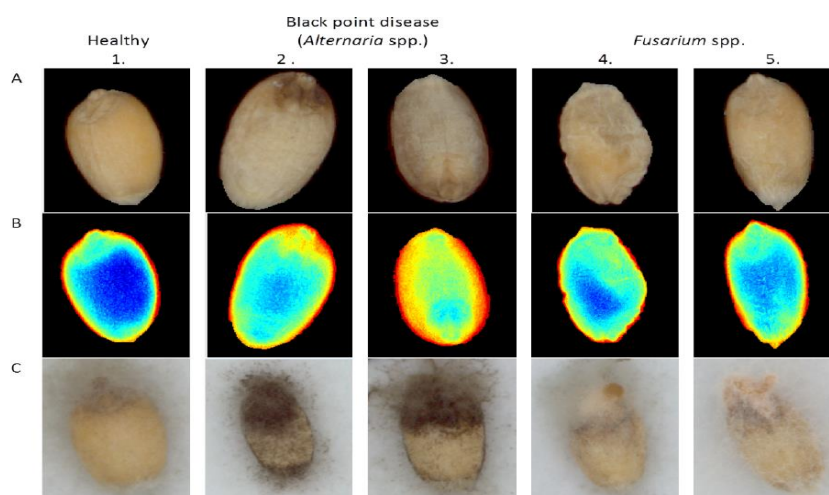 Black point disease
Healthy (Alternaria spp.) Fusarium spp.
1. 2. 3. 4. 5.
A
B
C